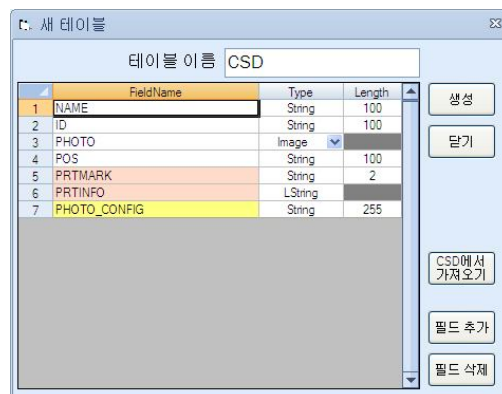 새 테이블
테이블 이름 CSD
FieldName Type Length
1 NAME String 100
2 ID String 100
3 PHOTO Image
4 POS String 100
5 PRTMARK String 2
6 PRTINFO LString
7 PHOTO_CONFIG String 255
생성
닫기
CSD에서
가져오기
필드 추가
필드 삭제